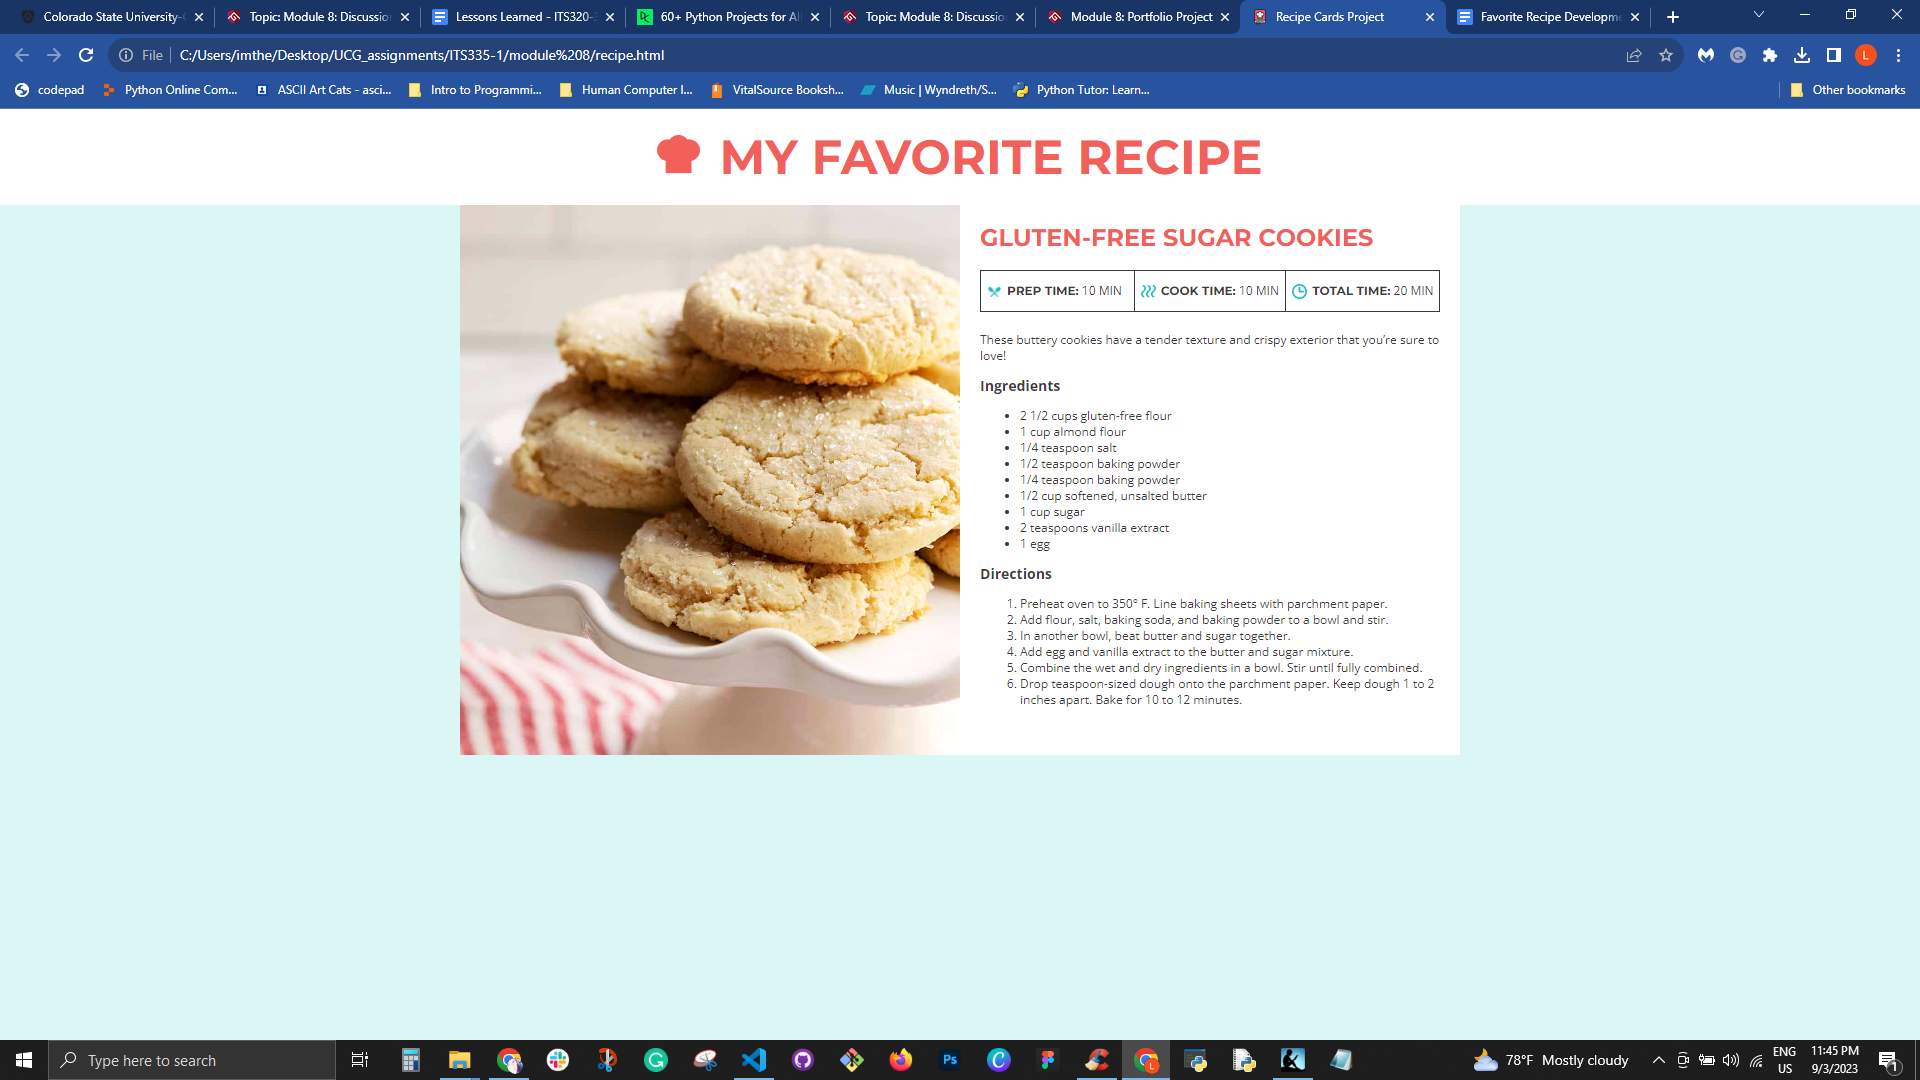 Colorado State University-
Topic: Module 8: Discussio
Lessons Learned - ITS320-
60+ Python Projects for Al
Topic: Module 8: Discussio
Module 8: Portfolio Project
Recipe Cards Project
Favorite Recipe Developm
File
C:/Users/imthe/Desktop/UCG_assignments/ITS335-1/module%208/recipe.html
L
codepad
Python Online Com...
ASCII Art Cats - asci...
Intro to Programmi...
Human Computer I...
VitalSource Booksh...
Music | Wyndreth/S...
Python Tutor: Learn...
Other bookmarks
MY FAVORITE RECIPE
GLUTEN-FREE SUGAR COOKIES
PREP TIME: 10 MIN
COOK TIME: 10 MIN
TOTAL TIME: 20 MIN
These buttery cookies have a tender texture and crispy exterior that you’re sure to
love!
Ingredients
• 2 1/2 cups gluten-free flour
• 1 cup almond flour
• 1/4 teaspoon salt
• 1/2 teaspoon baking powder
• 1/4 teaspoon baking powder
• 1/2 cup softened, unsalted butter
• 1 cup sugar
• 2 teaspoons vanilla extract
• 1 egg
Directions
1. Preheat oven to 350° F. Line baking sheets with parchment paper.
2. Add flour, salt, baking soda, and baking powder to a bowl and stir.
3. In another bowl, beat butter and sugar together.
4. Add egg and vanilla extract to the butter and sugar mixture.
5. Combine the wet and dry ingredients in a bowl. Stir until fully combined.
6. Drop teaspoon-sized dough onto the parchment paper. Keep dough 1 to 2
inches apart. Bake for 10 to 12 minutes.
Type here to search
Ps
L
78°F Mostly cloudy
ENG
US
11:45 PM
9/3/2023
1